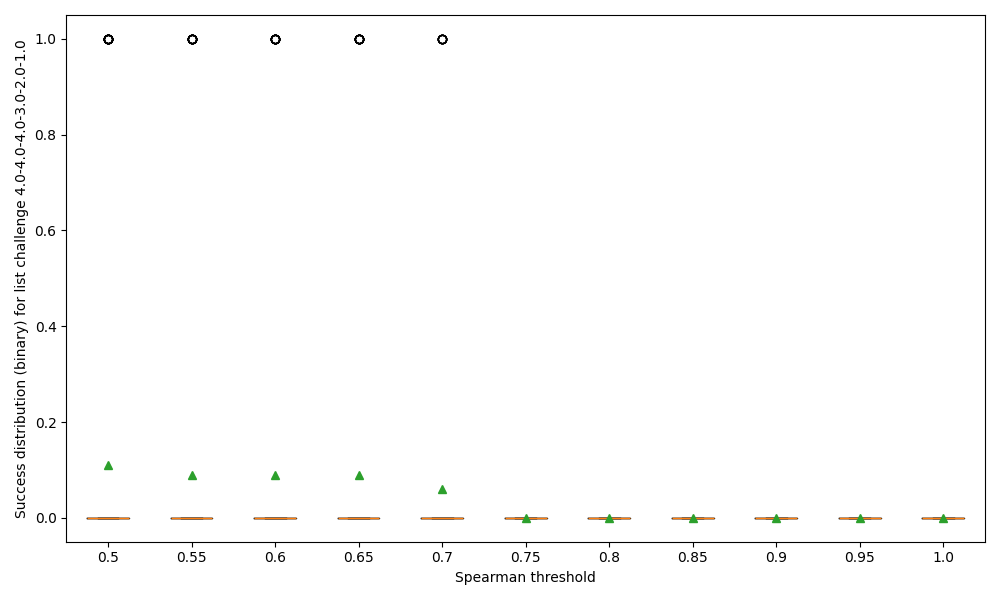 Success distribution (binary) for list challenge 4.0-4.0-4.0-3.0-2.0-1.0
1.0
0.8
0.6
0.4
0.2
0.0
0.5 0.55 0.6 0.65 0.7 0.75 0.8 0.85 0.9 0.95 1.0
Spearman threshold